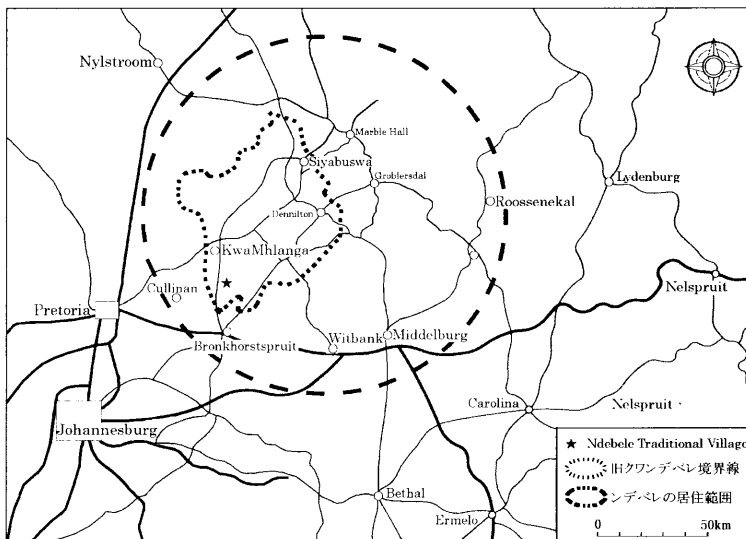 Nylstroom
Marble Hall
Siyabuswa
Groblersdal
Lydenburg
Roossenekal
Dennilton
KwaMhlanga
Nelspruit
Cullinan
Pretoria
Witbank
Middelburg
Bronkhorstspruit
Carolina
Nelspruit
Johannesburg
★ Ndebele Traditional Village
旧クワンデベレ境界線
Bethal
ンデベレの居住範囲
Ermelo
0 50km